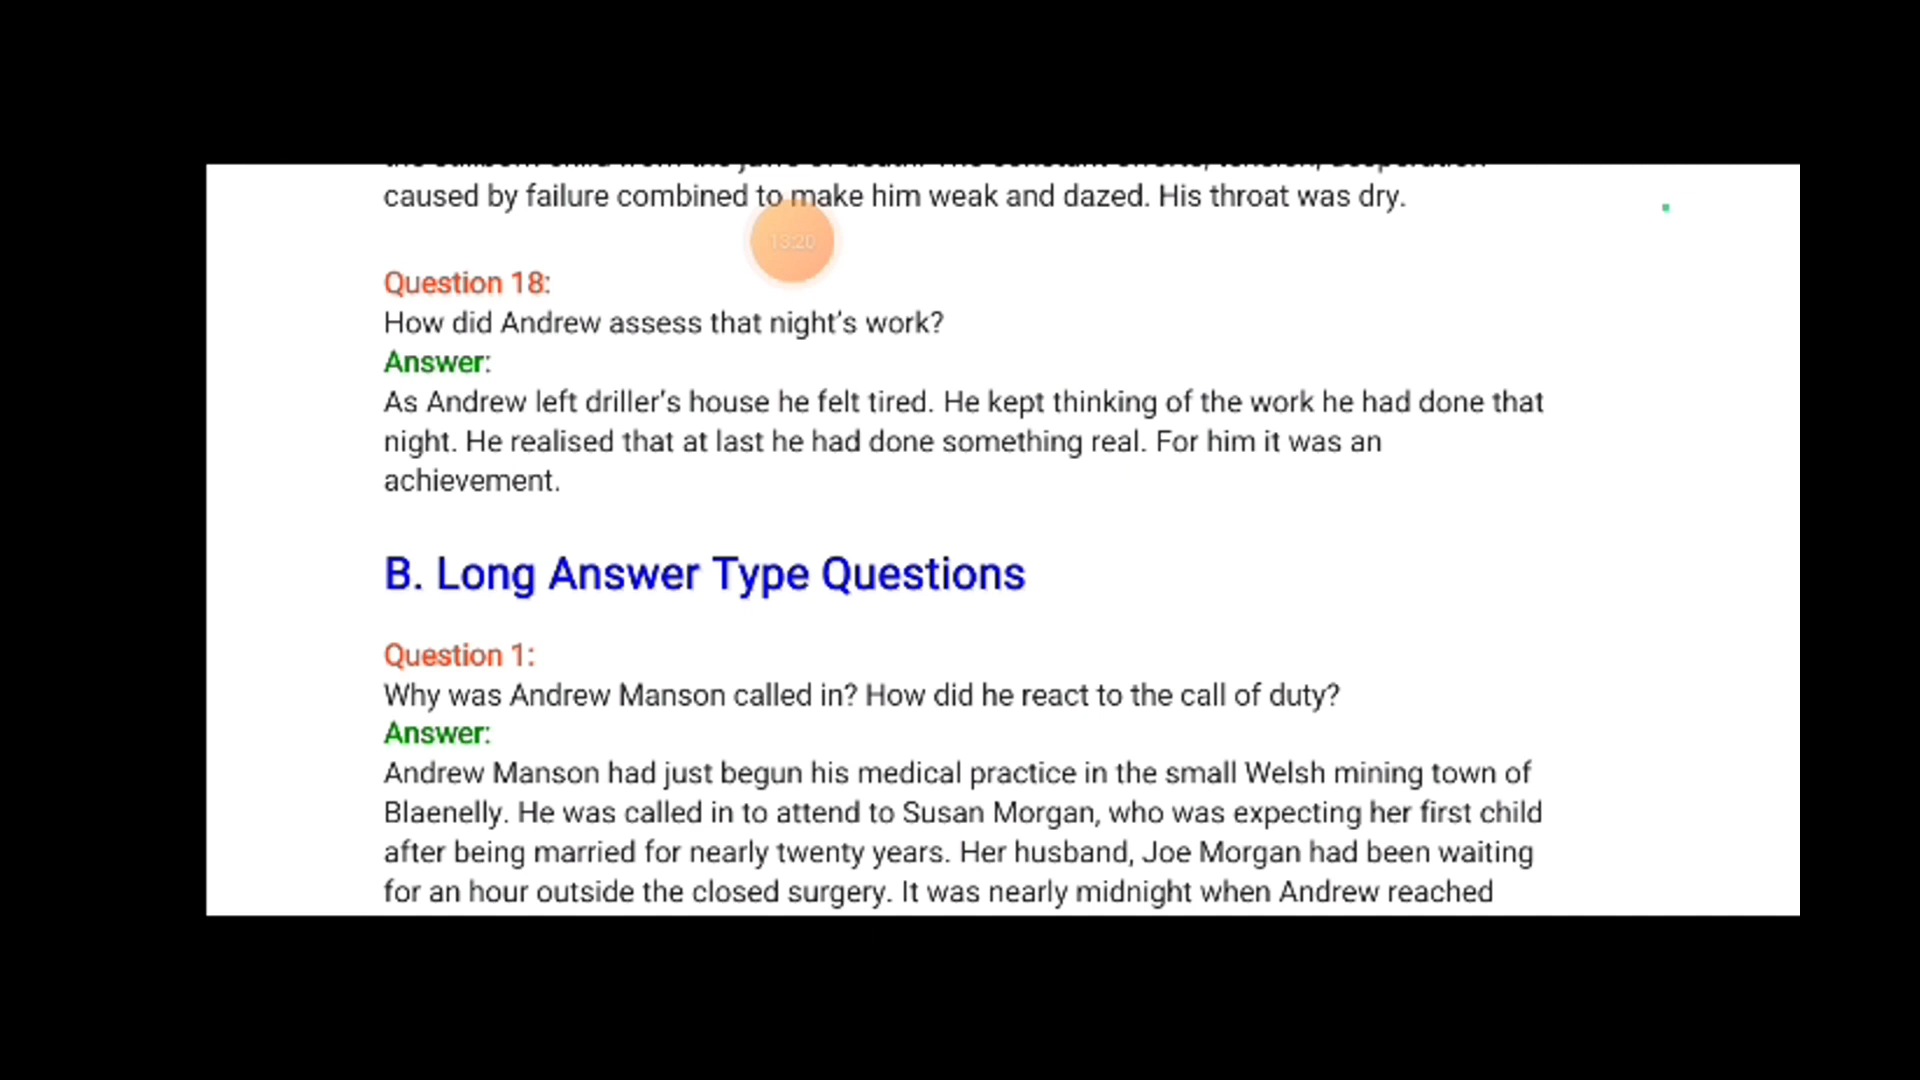 caused by failure combined to make him weak and dazed. His throat was dry.
13:20
Question 18:
How did Andrew assess that night’s work?
Answer:
As Andrew left driller’s house he felt tired. He kept thinking of the work he had done that
night. He realised that at last he had done something real. For him it was an
achievement.
B. Long Answer Type Questions
Question 1:
Why was Andrew Manson called in? How did he react to the call of duty?
Answer:
Andrew Manson had just begun his medical practice in the small Welsh mining town of
Blaenelly. He was called in to attend to Susan Morgan, who was expecting her first child
after being married for nearly twenty years. Her husband, Joe Morgan had been waiting
for an hour outside the closed surgery. It was nearly midnight when Andrew reached